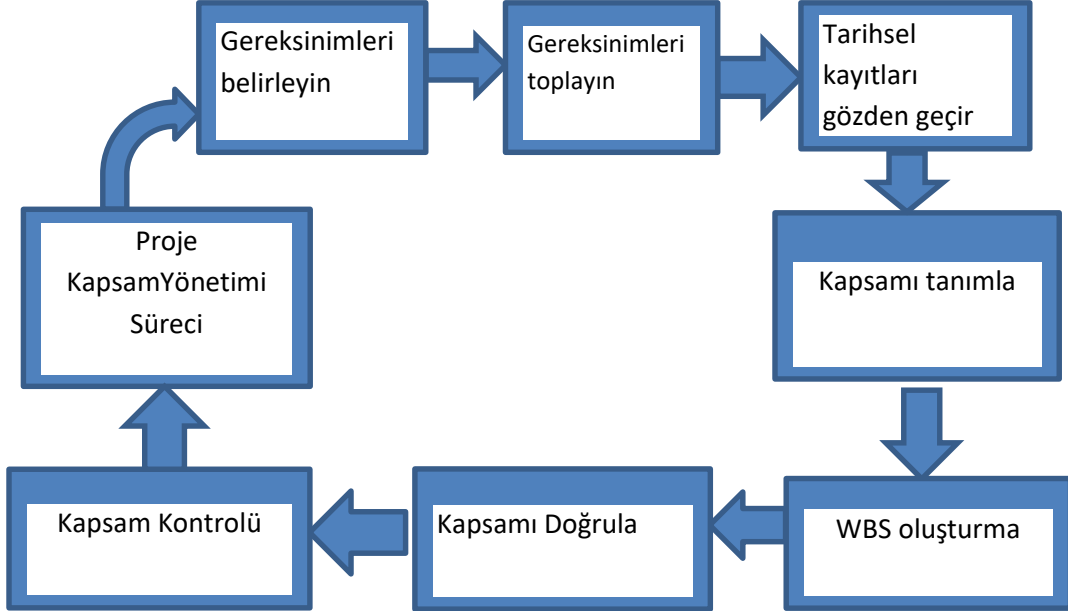 Gereksinimleri
belirleyin
Gereksinimleri
toplayın
Tarihsel
kayıtları
gözden geçir
Proje
KapsamYönetimi
Süreci
Kapsamı tanımla
Kapsam Kontrolü
Kapsamı Doğrula
WBS oluşturma